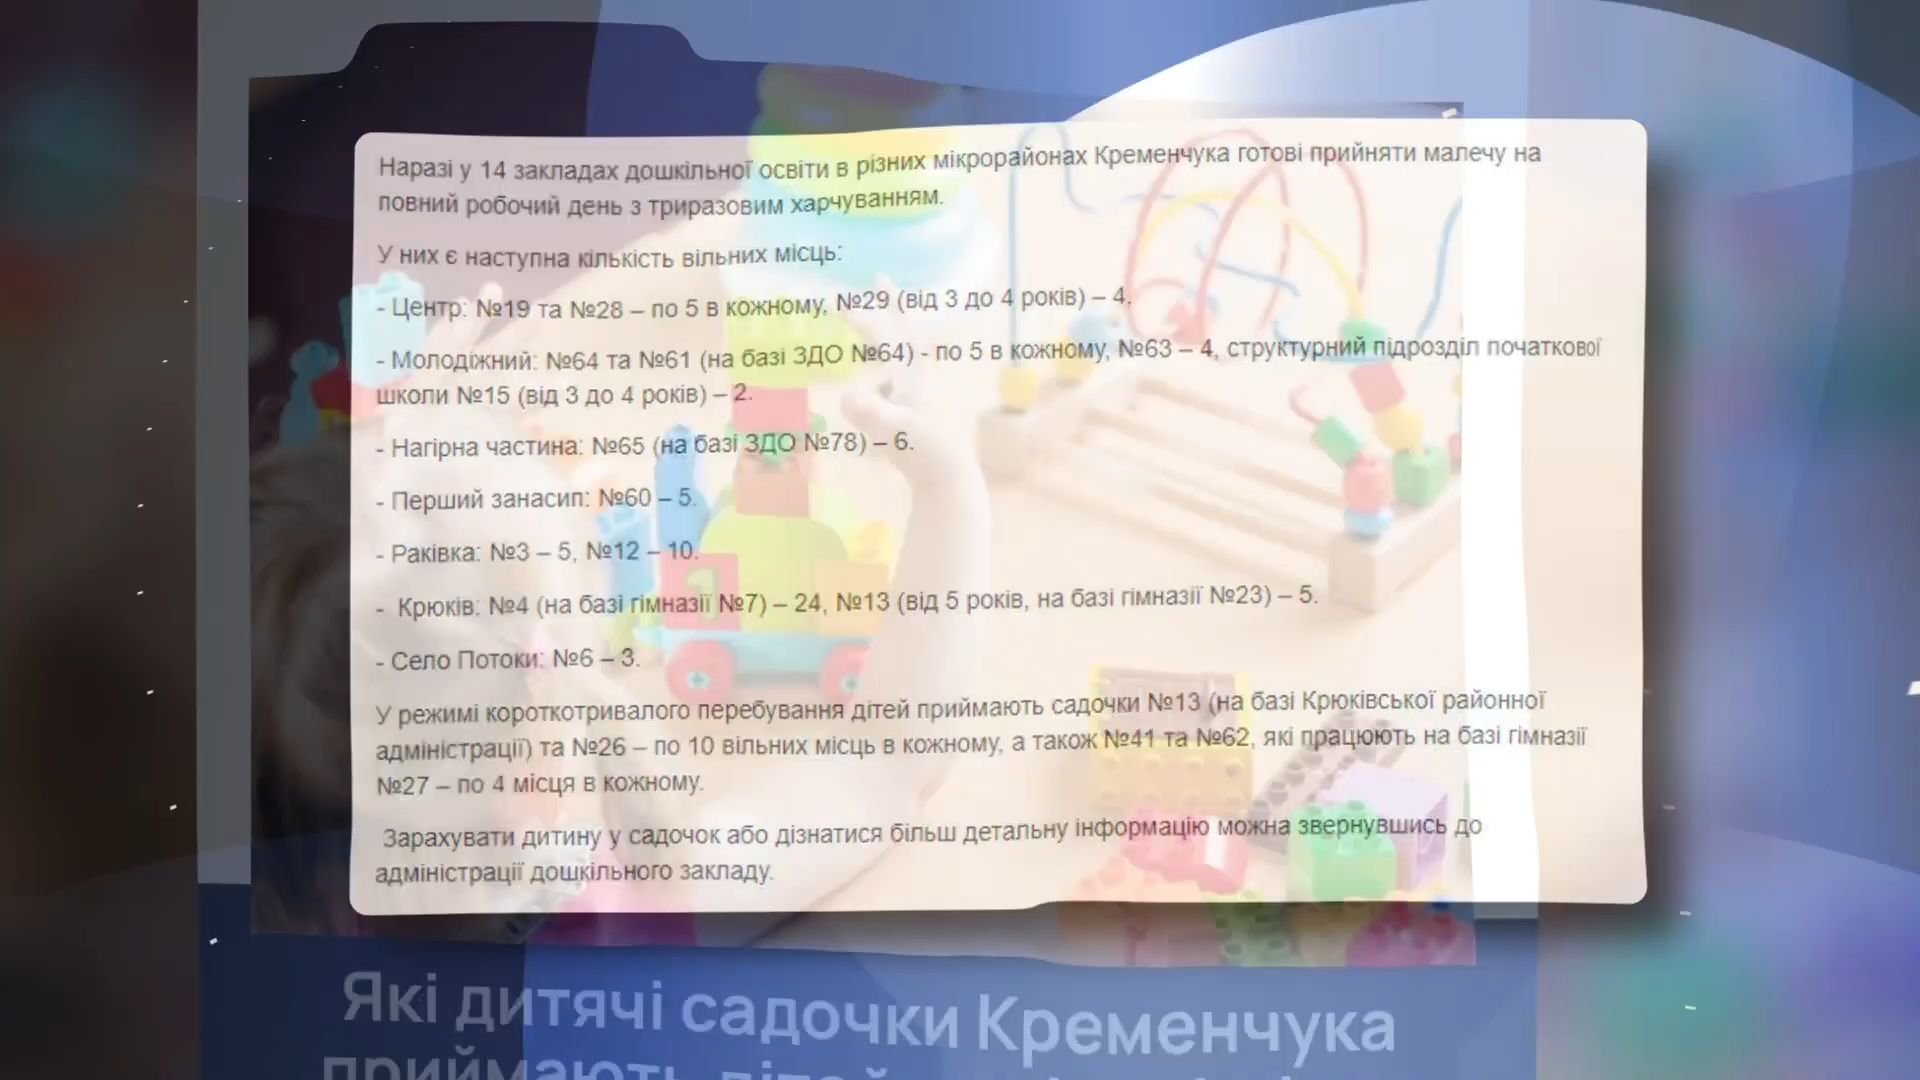 Наразі у 14 закладах дошкільної освіти в різних мікрорайонах Кременчука готові прийняти малечу на
повний робочий день з триразовим харчуванням.
У них є наступна кількість вільних місць:
- Центр: №19 та №28 – по 5 в кожному, №29 (від 3 до 4 років) – 4.
- Молодіжний: №64 та №61 (на базі ЗДО №64) - по 5 в кожному, №63 – 4, структурний підрозділ початкової
школи №15 (від 3 до 4 років) – 2.
- Нагірна частина: №65 (на базі ЗДО №78) – 6.
- Перший занасип: №60 – 5.
- Раківка: №3 – 5, №12 – 10.
- Крюків: №4 (на базі гімназії №7) – 24, №13 (від 5 років, на базі гімназії №23) – 5.
- Село Потоки: №6 – 3.
У режимі короткотривалого перебування дітей приймають садочки №13 (на базі Крюківської районної
адміністрації) та №26 – по 10 вільних місць в кожному, а також №41 та №62, які працюють на базі гімназії
№27 – по 4 місця в кожному.
Зарахувати дитину у садочок або дізнатися більш детальну інформацію можна звернувшись до
адміністрації дошкільного закладу.
Які дитячі садочки Кременчука
приймають